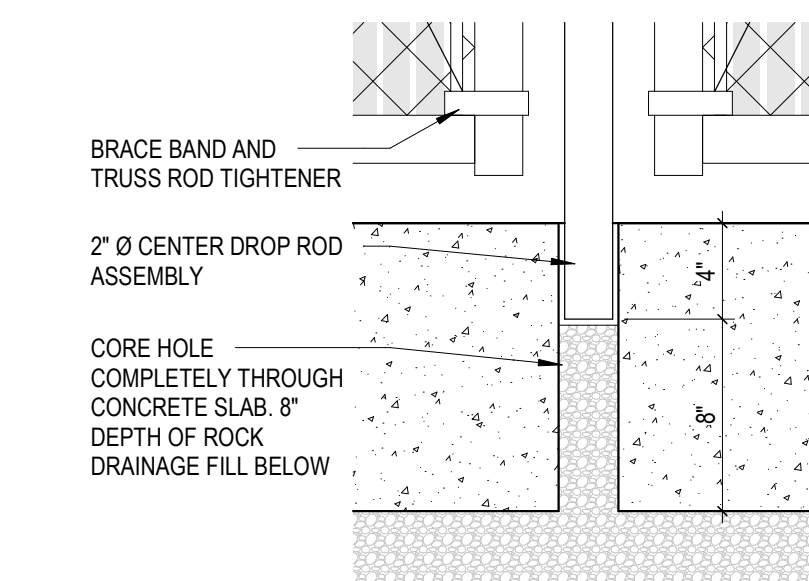 BRACE BAND AND
TRUSS ROD TIGHTENER
2" Ø CENTER DROP ROD
ASSEMBLY
4"
CORE HOLE
COMPLETELY THROUGH
CONCRETE SLAB. 8"
DEPTH OF ROCK
DRAINAGE FILL BELOW
8"